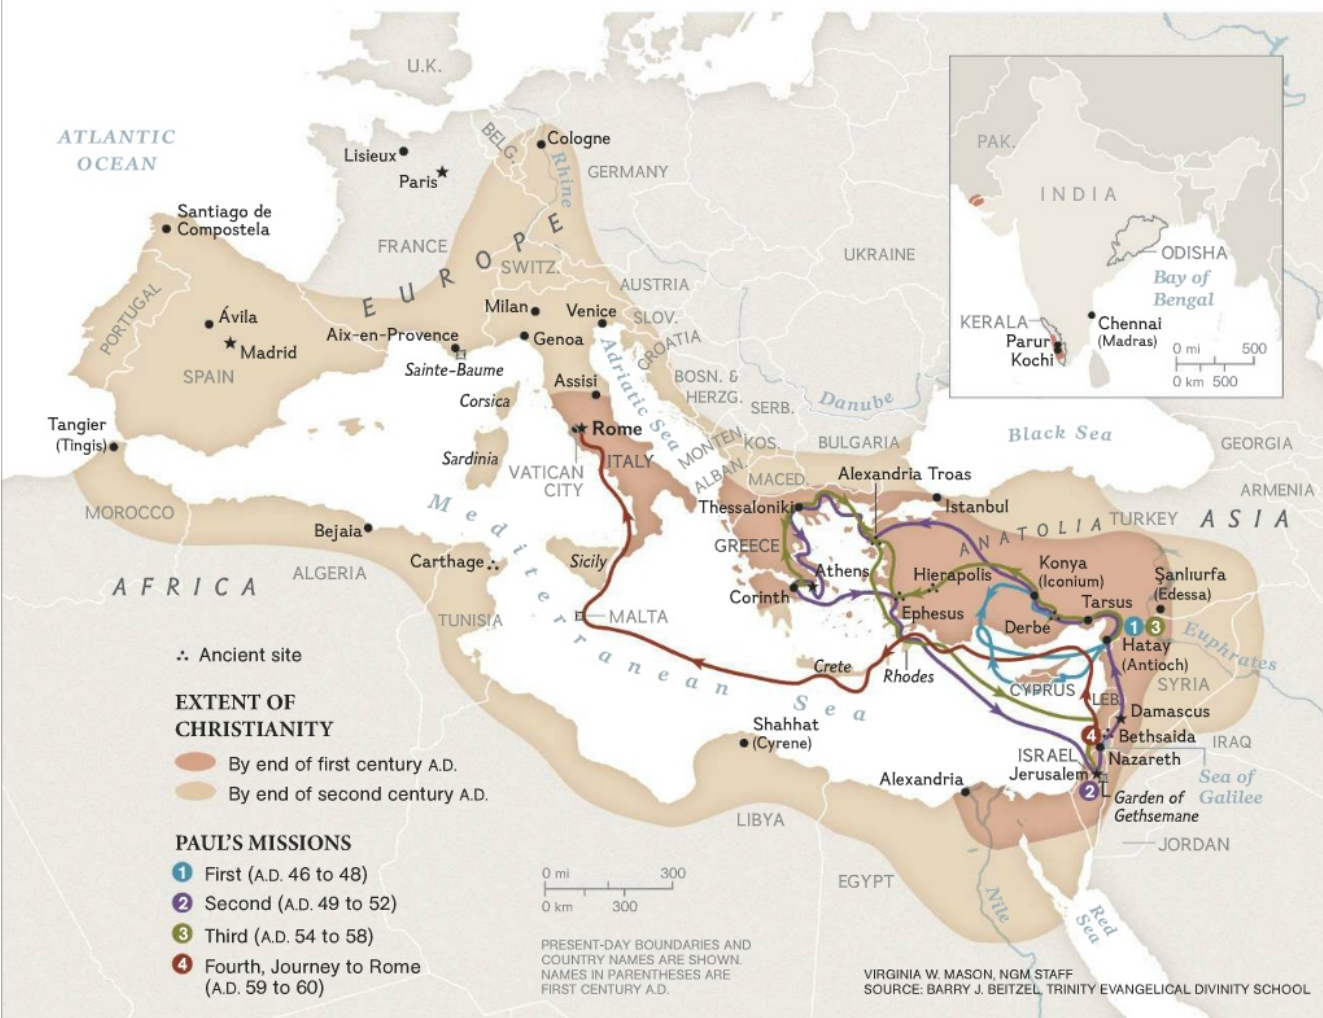 U.K.
ATLANTIC
OCEAN
BELG.
Cologne
Rhine
Lisieux
Paris
GERMANY
Santiago de
Compostela
FRANCE
EUROPE
SWITZ.
UKRAINE
AUSTRIA
PORTUGAL
Milan
Venice
SLOV.
Ávila
Madrid
SPAIN
Aix-en-Provence
Sainte-Baume
Genoa
CROATIA
Adriatic Sea
Assisi
Corsica
BOSN. &
HERZG.
SERB.
Danube
Tangier
(Tingis)
Rome
Sardinia
VATICAN
CITY
ITALY
MONTEN.
KOS.
BULGARIA
Black Sea
GEORGIA
ALBAN.
MACED.
Alexandria Troas
ARMENIA
MOROCCO
Bejaia
Mediterranean Sea
Thessaloniki
Istanbul
ANATOLIA
TURKEY
ASIA
GREECE
Carthage
Sicily
AFRICA
ALGERIA
Athens
Hierapolis
Konya
(Iconium)
Şanlıurfa
(Edessa)
Corinth
Ephesus
Tarsus
TUNISIA
MALTA
Derbe
1
3
Hatay
(Antioch)
Euphrates
Crete
Rhodes
CYPRUS
LEB.
SYRIA
Damascus
Shahhat
(Cyrene)
4
Bethsaida
IRAQ
ISRAEL
Nazareth
Jerusalem
Sea of
Galilee
Alexandria
2
Garden of
Gethsemane
LIBYA
JORDAN
EGYPT
Nile
Red
Sea
PAK.
INDIA
ODISHA
Bay of
Bengal
KERALA
Parur
Kochi
Chennai
(Madras)
0 mi 500
0 km 500
Ancient site
EXTENT OF
CHRISTIANITY
By end of first century A.D.
By end of second century A.D.
PAUL'S MISSIONS
1 First (A.D. 46 to 48)
2 Second (A.D. 49 to 52)
3 Third (A.D. 54 to 58)
4 Fourth, Journey to Rome
(A.D. 59 to 60)
0 mi 300
0 km 300
PRESENT-DAY BOUNDARIES AND
COUNTRY NAMES ARE SHOWN.
NAMES IN PARENTHESES ARE
FIRST CENTURY A.D.
VIRGINIA W. MASON, NGM STAFF
SOURCE: BARRY J. BEITZEL, TRINITY EVANGELICAL DIVINITY SCHOOL